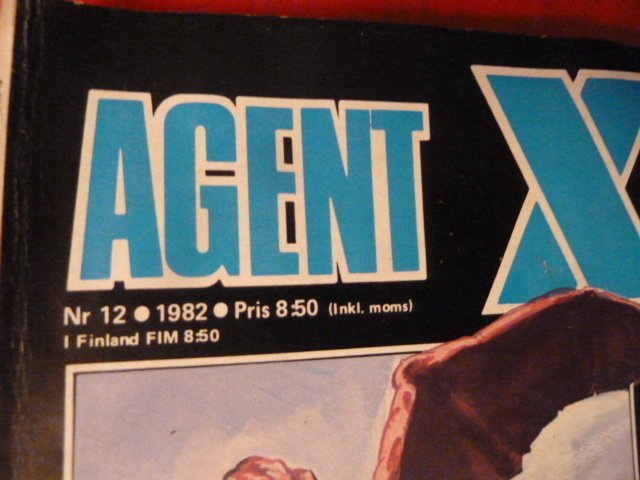 AGENT X
Nr 12 ● 1982 ● Pris 8:50 (Inkl. moms)
I Finland FIM 8:50